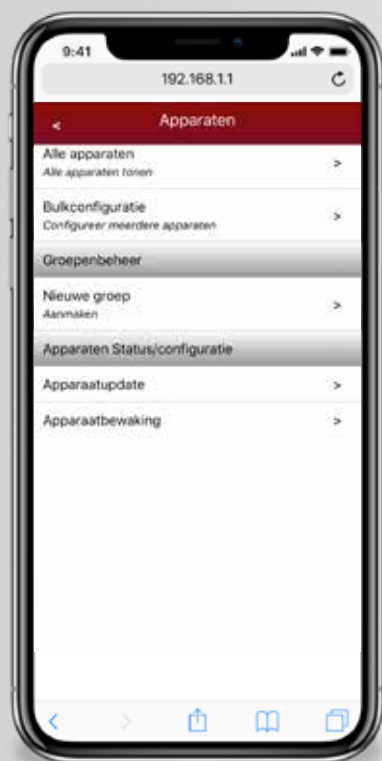 9:41
192.168.1.1
< Apparaten
Alle apparaten
Alle apparaten tonen
>
Bulkconfiguratie
Configureer meerdere apparaten
>
Groepenbeheer
Nieuwe groep
Aanmaken
>
Apparaten Status/configuratie
Apparaatupdate >
Apparaatbewaking >